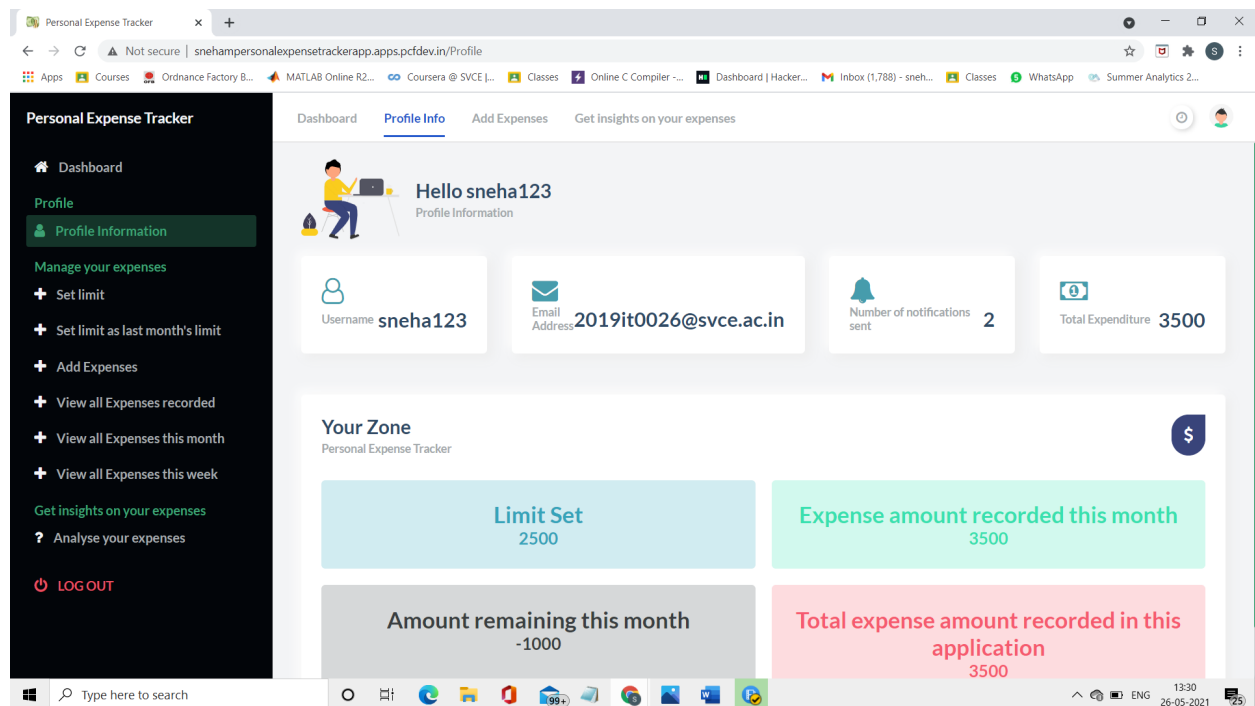 Personal Expense Tracker
Not secure | snehampersonalexpensetrackerapp.apps.pcfdev.in/Profile
S
Apps Courses Ordnance Factory B... MATLAB Online R2... Coursera @ SVCE |... Classes Online C Compiler -... Dashboard | Hacker... Inbox (1,788) - sneh... Classes WhatsApp Summer Analytics 2...
Personal Expense Tracker
Dashboard
Profile
Profile Information
Manage your expenses
Set limit
Set limit as last month's limit
Add Expenses
View all Expenses recorded
View all Expenses this month
View all Expenses this week
Get insights on your expenses
? Analyse your expenses
LOG OUT
Dashboard Profile Info Add Expenses Get insights on your expenses
Hello sneha123
Profile Information
Username sneha123
Email
Address 2019it0026@svce.ac.in
Number of notifications
sent 2
Total Expenditure 3500
Your Zone
Personal Expense Tracker
$
Limit Set
2500
Expense amount recorded this month
3500
Amount remaining this month
-1000
Total expense amount recorded in this
application
3500
Type here to search
99+
ENG
13:30
26-05-2021
25